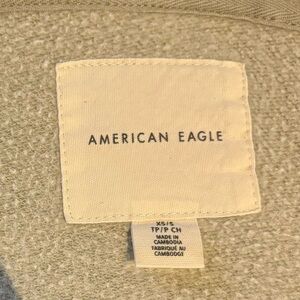 AMERICAN EAGLE
XS/S
TP/P CH
MADE IN
CAMBODIA
FABRIQUÉ AU
CAMBODGE